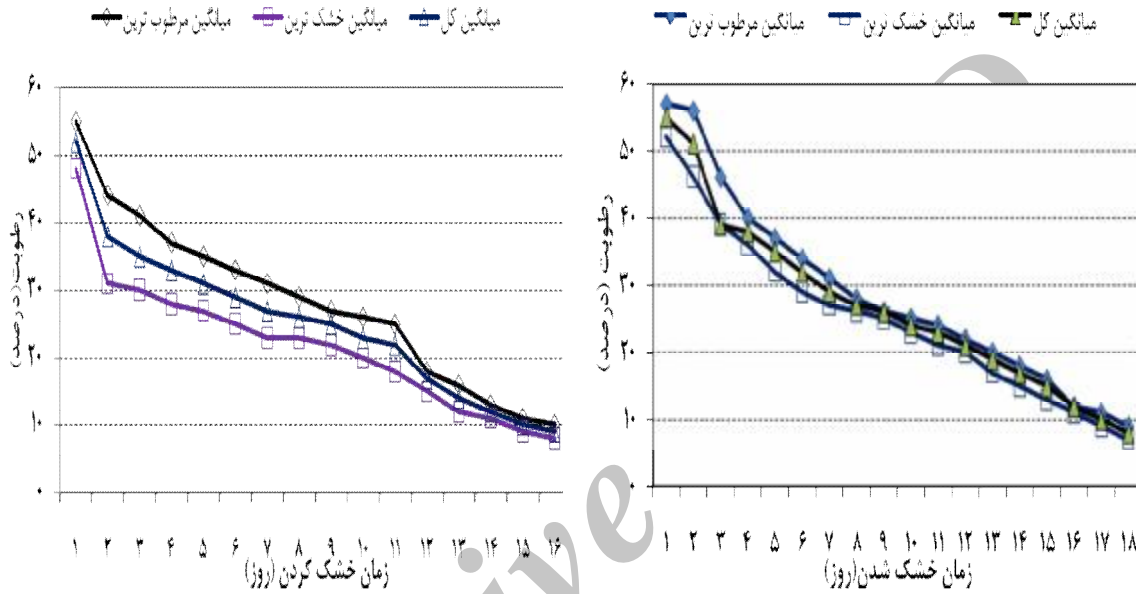 میانگین مرطوب ترین میانگین خشک ترین میانگین کل
رطوبت(درصد)
۶۰
۵۰
۴۰
۳۰
۲۰
۱۰
۰
۱ ۲ ۳ ۴ ۵ ۶ ۷ ۸ ۹ ۱۰ ۱۱ ۱۲ ۱۳ ۱۴ ۱۵ ۱۶
زمان خشک کردن (روز)
میانگین مرطوب ترین میانگین خشک ترین میانگین کل
رطوبت (درصد)
۶۰
۵۰
۴۰
۳۰
۲۰
۱۰
۰
۱ ۲ ۳ ۴ ۵ ۶ ۷ ۸ ۹ ۱۰ ۱۱ ۱۲ ۱۳ ۱۴ ۱۵ ۱۶ ۱۷ ۱۸
زمان خشک شدن(روز)
ive